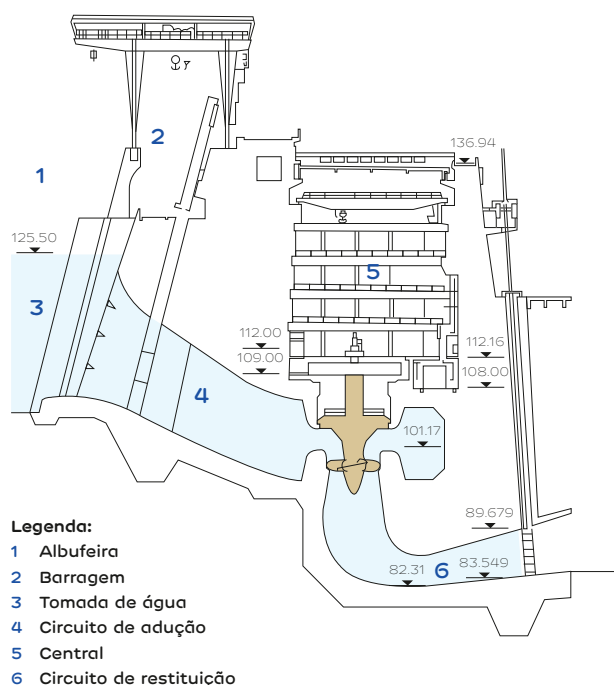 2
136.94
1
125.50
5
3
112.00
112.16
109.00
108.00
4
101.17
89.679
82.31
6
83.549
Legenda:
1 Albufeira
2 Barragem
3 Tomada de água
4 Circuito de adução
5 Central
6 Circuito de restituição